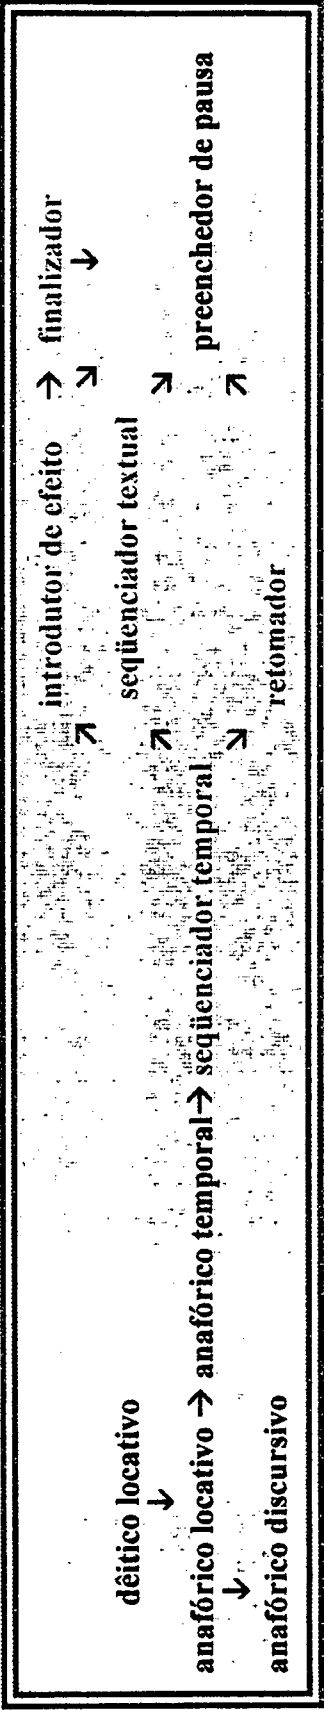 introdutor de efeito → finalizador
↗ ↗ ↓
dêitico locativo seqüenciador textual
↓ ↗ ↗
anafórico locativo → anafórico temporal → seqüenciador temporal preenchedor de pausa
↓ ↘ ↗
anafórico discursivo retomador